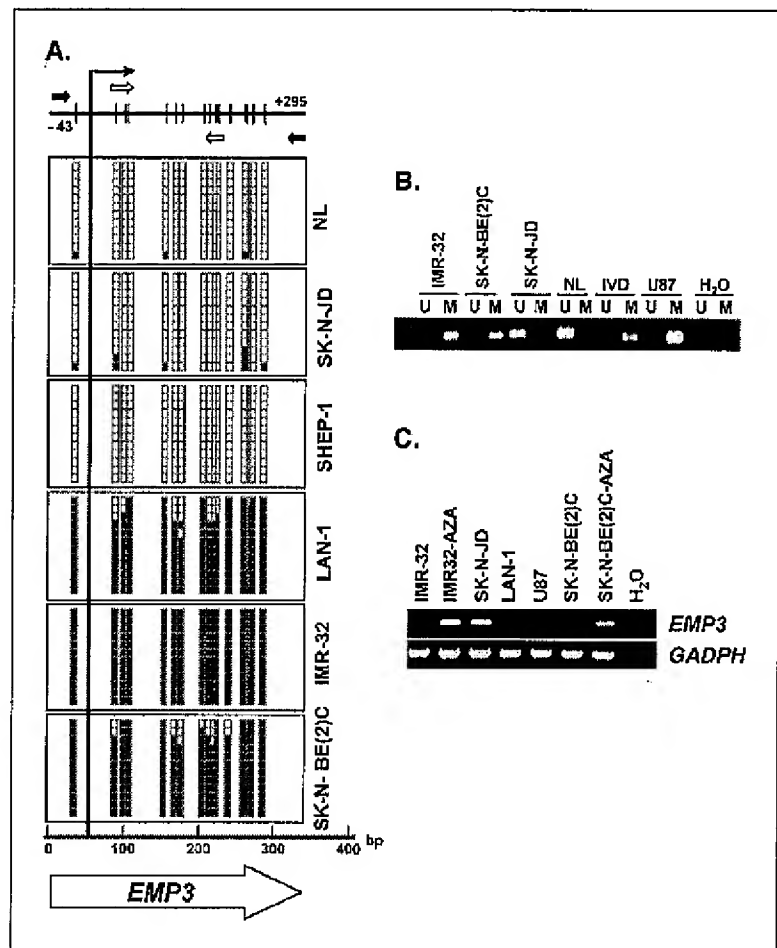 A.
+295
-43
NL
SK-N-JD
SHEP-1
LAN-1
IMR-32
SK-N- BE(2)C
0 100 200 300 400 bp
EMP3
B.
IMR-32 SK-N-BE(2)C SK-N-JD NL IVD U87 H₂O
U M U M U M U M U M U M U M
C.
IMR-32 IMR32-AZA SK-N-JD LAN-1 U87 SK-N-BE(2)C SK-N-BE(2)C-AZA H₂O
EMP3
GADPH